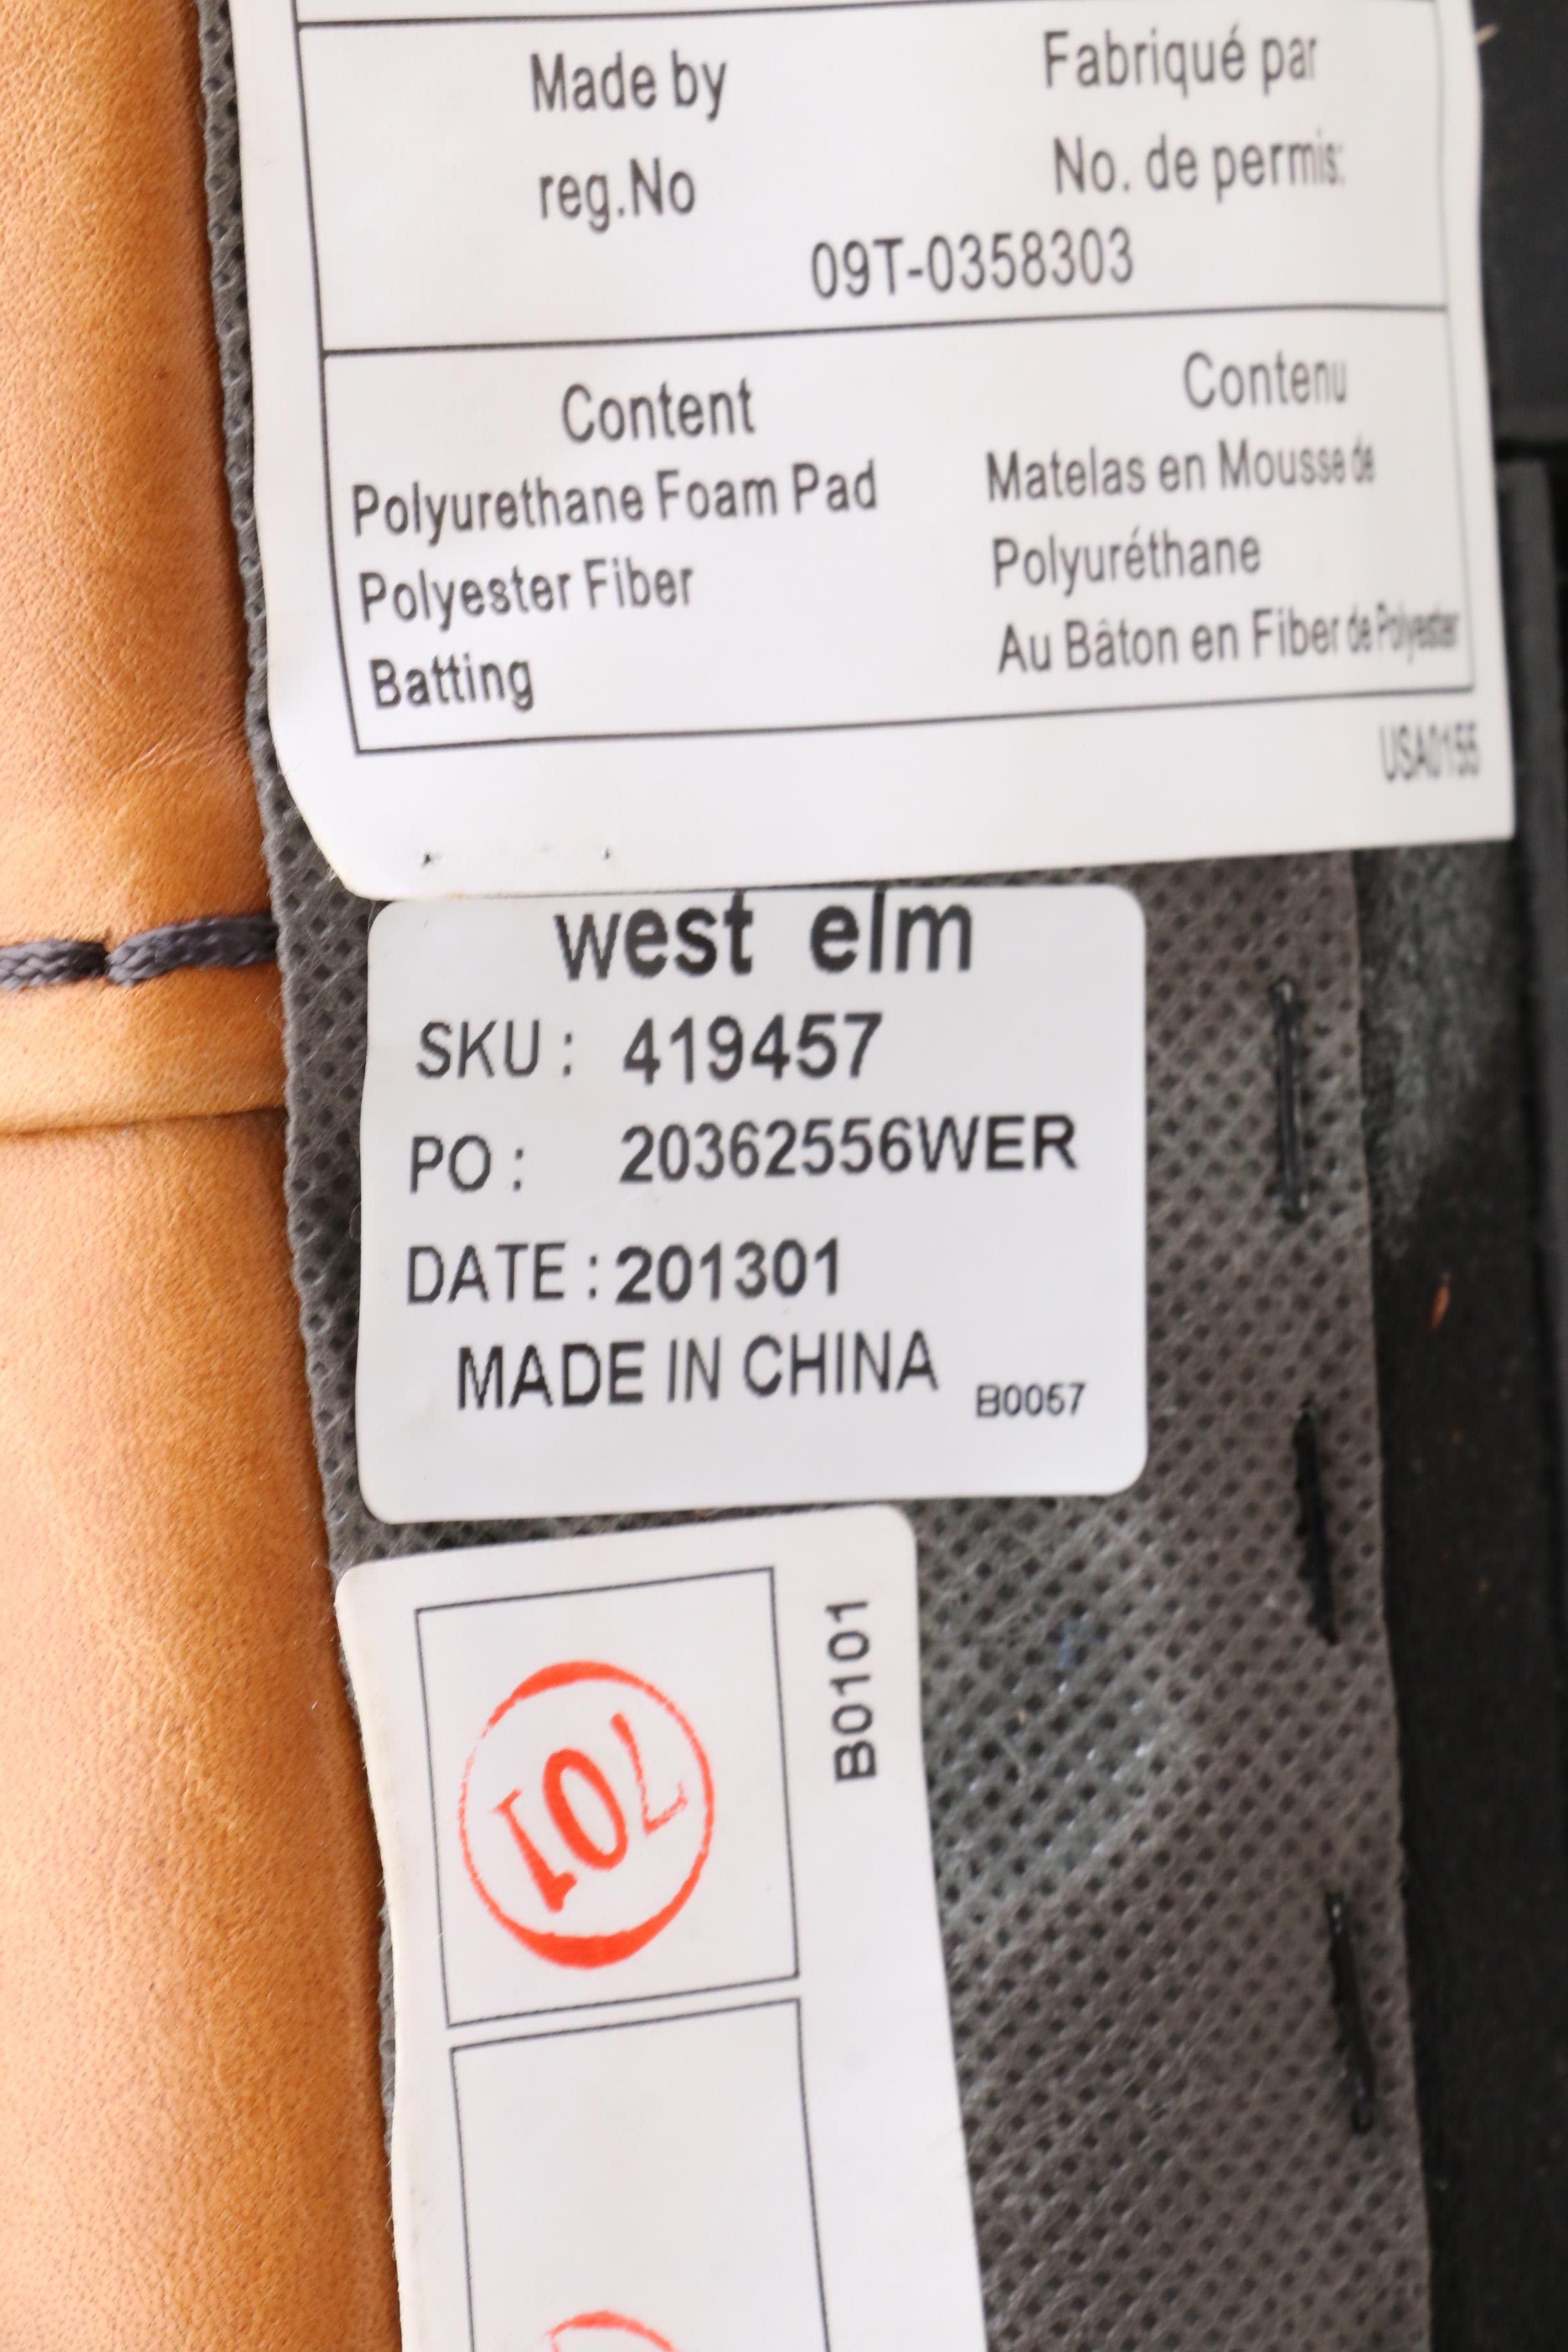 Made by Fabriqué par
reg.No No. de permis:
09T-0358303
Content Contenu
Polyurethane Foam Pad Matelas en Mousse de
Polyester Fiber Polyuréthane
Batting Au Bâton en Fiber de Polyester
USA0155
west elm
SKU : 419457
PO : 20362556WER
DATE : 201301
MADE IN CHINA B0057
B0101
701